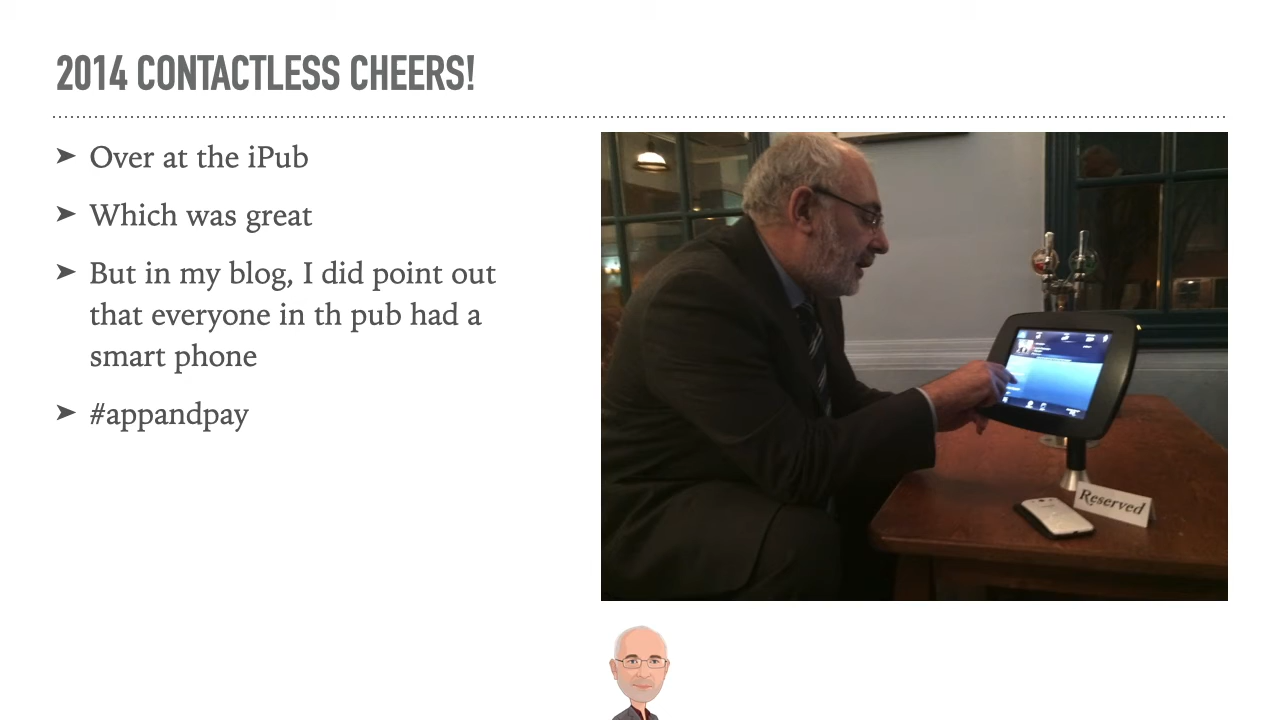 2014 CONTACTLESS CHEERS!
➤ Over at the iPub
➤ Which was great
➤ But in my blog, I did point out
that everyone in th pub had a
smart phone
➤ #appandpay
Reserved